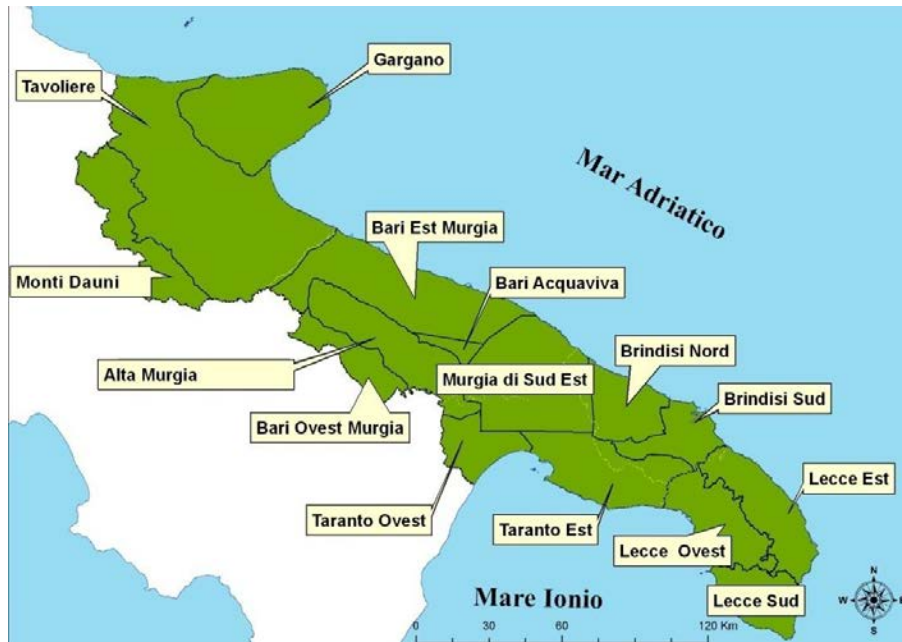 Gargano
Tavoliere
Mar Adriatico
Bari Est Murgia
Monti Dauni
Bari Acquaviva
Brindisi Nord
Alta Murgia
Murgia di Sud Est
Brindisi Sud
Bari Ovest Murgia
Lecce Est
Taranto Ovest
Taranto Est
Lecce Ovest
Mare Ionio
Lecce Sud
N
W
E
S
0 30 60 120 Km